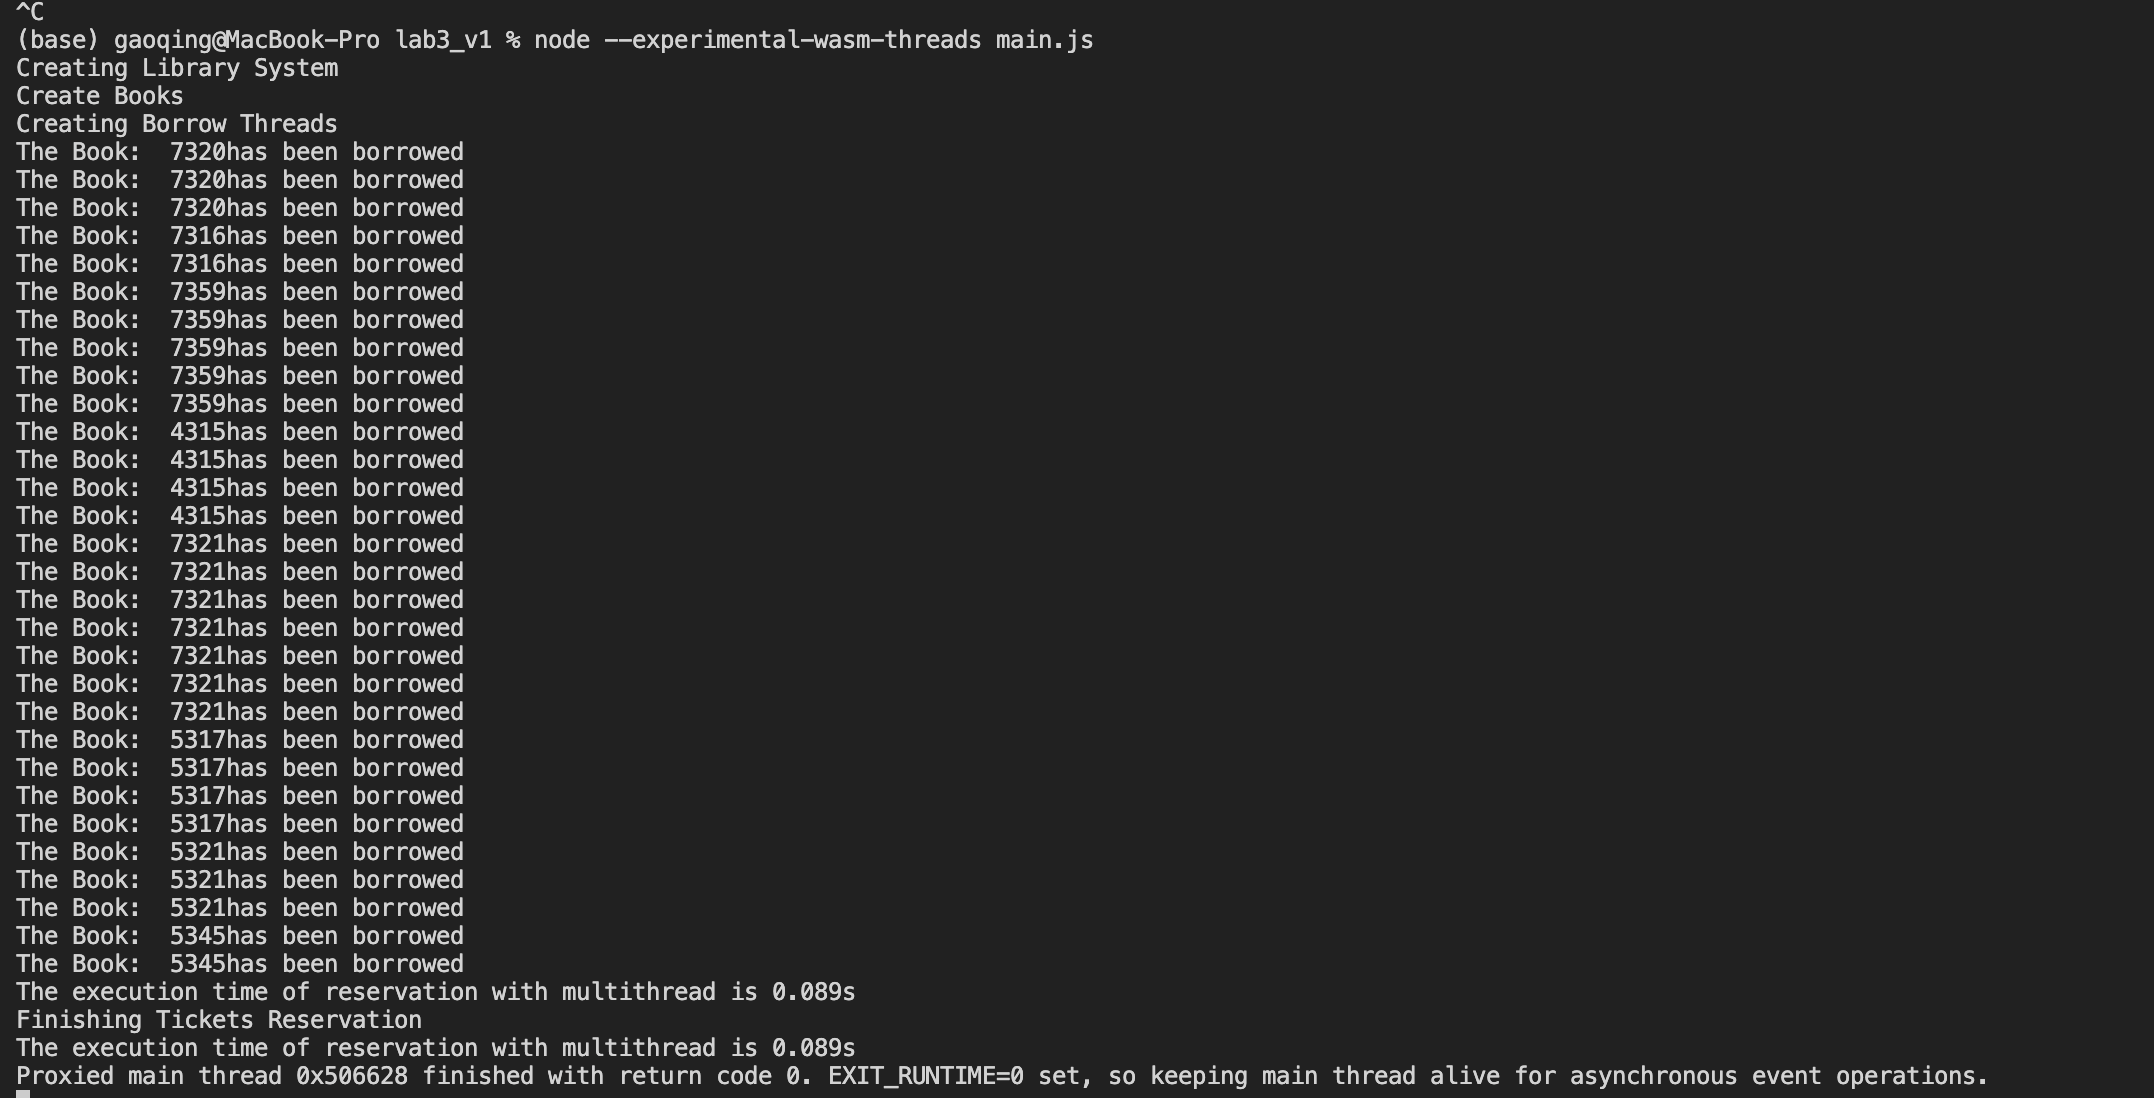 ^C
(base) gaoqing@MacBook-Pro lab3_v1 % node --experimental-wasm-threads main.js
Creating Library System
Create Books
Creating Borrow Threads
The Book:  7320has been borrowed
The Book:  7320has been borrowed
The Book:  7320has been borrowed
The Book:  7316has been borrowed
The Book:  7316has been borrowed
The Book:  7359has been borrowed
The Book:  7359has been borrowed
The Book:  7359has been borrowed
The Book:  7359has been borrowed
The Book:  7359has been borrowed
The Book:  4315has been borrowed
The Book:  4315has been borrowed
The Book:  4315has been borrowed
The Book:  4315has been borrowed
The Book:  7321has been borrowed
The Book:  7321has been borrowed
The Book:  7321has been borrowed
The Book:  7321has been borrowed
The Book:  7321has been borrowed
The Book:  7321has been borrowed
The Book:  7321has been borrowed
The Book:  5317has been borrowed
The Book:  5317has been borrowed
The Book:  5317has been borrowed
The Book:  5317has been borrowed
The Book:  5321has been borrowed
The Book:  5321has been borrowed
The Book:  5321has been borrowed
The Book:  5345has been borrowed
The Book:  5345has been borrowed
The execution time of reservation with multithread is 0.089s
Finishing Tickets Reservation
The execution time of reservation with multithread is 0.089s
Proxied main thread 0x506628 finished with return code 0. EXIT_RUNTIME=0 set, so keeping main thread alive for asynchronous event operations.